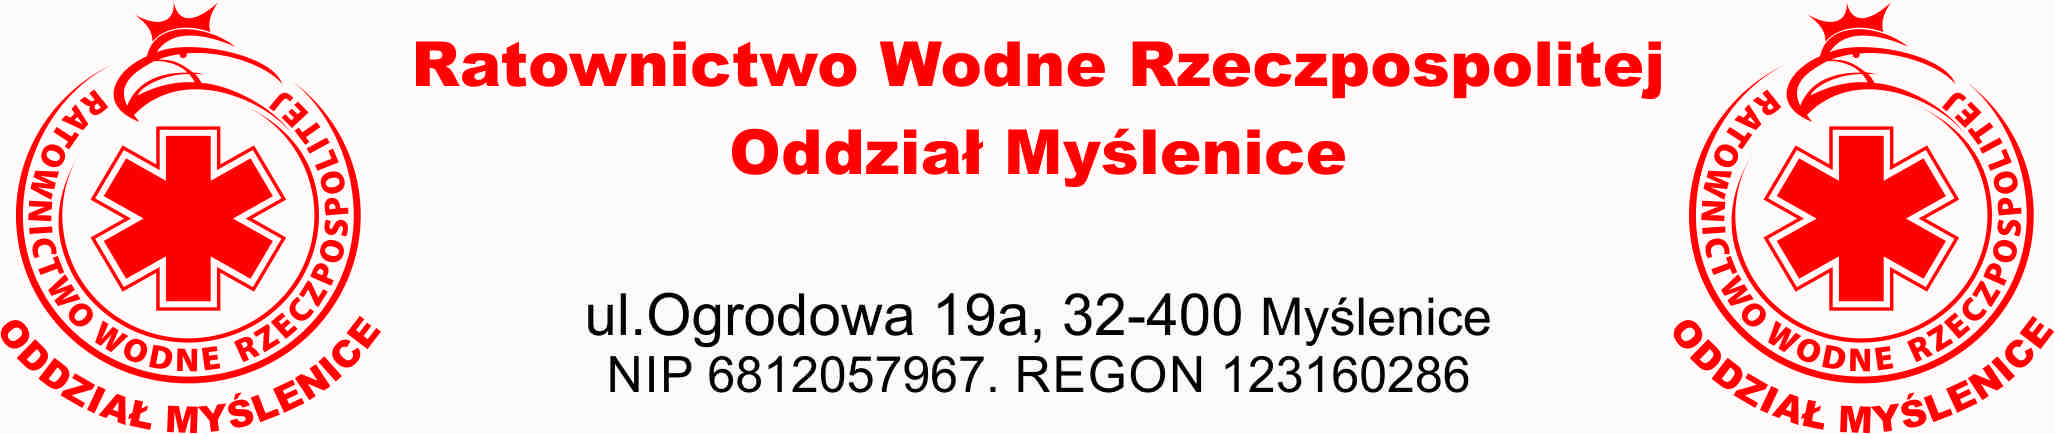 RATOWNICTWO WODNE RZECZPOSPOLITEJ
ODDZIAŁ MYŚLENICE
Ratownictwo Wodne Rzeczpospolitej
Oddział Myślenice
ul.Ogrodowa 19a, 32-400 Myślenice
NIP 6812057967. REGON 123160286
RATOWNICTWO WODNE RZECZPOSPOLITEJ
ODDZIAŁ MYŚLENICE